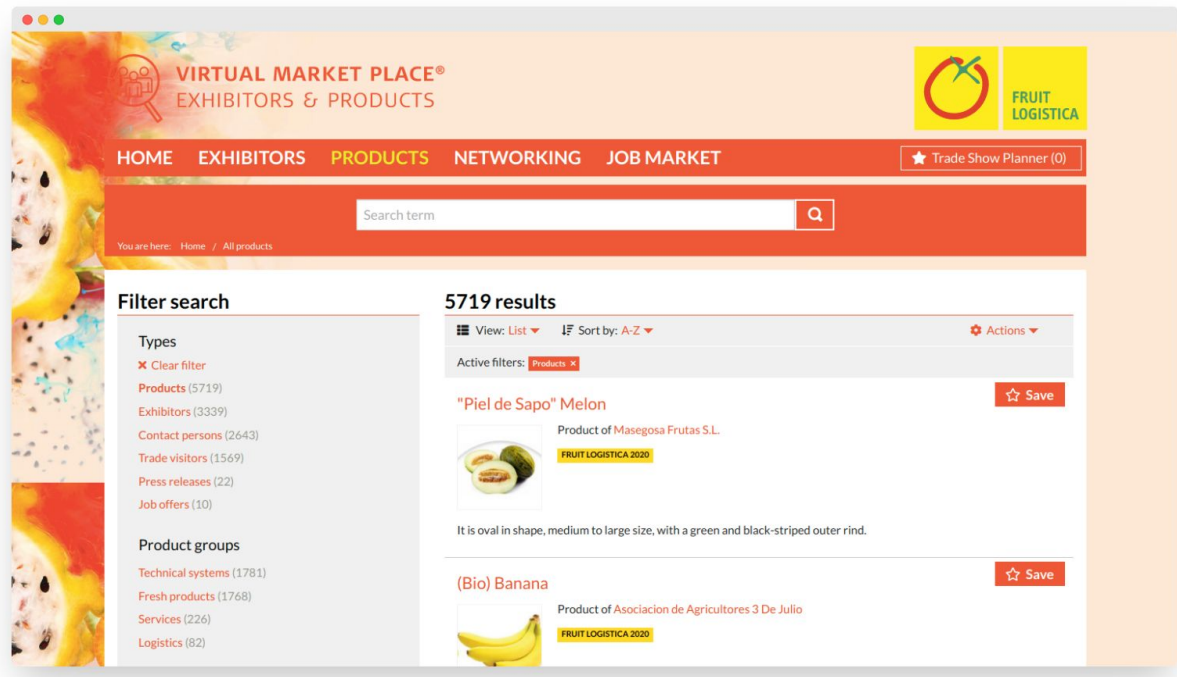 VIRTUAL MARKET PLACE®
EXHIBITORS & PRODUCTS
FRUIT
LOGISTICA
HOME EXHIBITORS PRODUCTS NETWORKING JOB MARKET Trade Show Planner (0)
Search term
You are here: Home / All products
Filter search
Types
Clear filter
Products (5719)
Exhibitors (3339)
Contact persons (2643)
Trade visitors (1569)
Press releases (22)
Job offers (10)
Product groups
Technical systems (1781)
Fresh products (1768)
Services (226)
Logistics (82)
5719 results
View: List Sort by: A-Z Actions
Active filters: Products ×
"Piel de Sapo" Melon
Save
Product of Masegosa Frutas S.L.
FRUIT LOGISTICA 2020
It is oval in shape, medium to large size, with a green and black-striped outer rind.
(Bio) Banana
Save
Product of Asociacion de Agricultores 3 De Julio
FRUIT LOGISTICA 2020